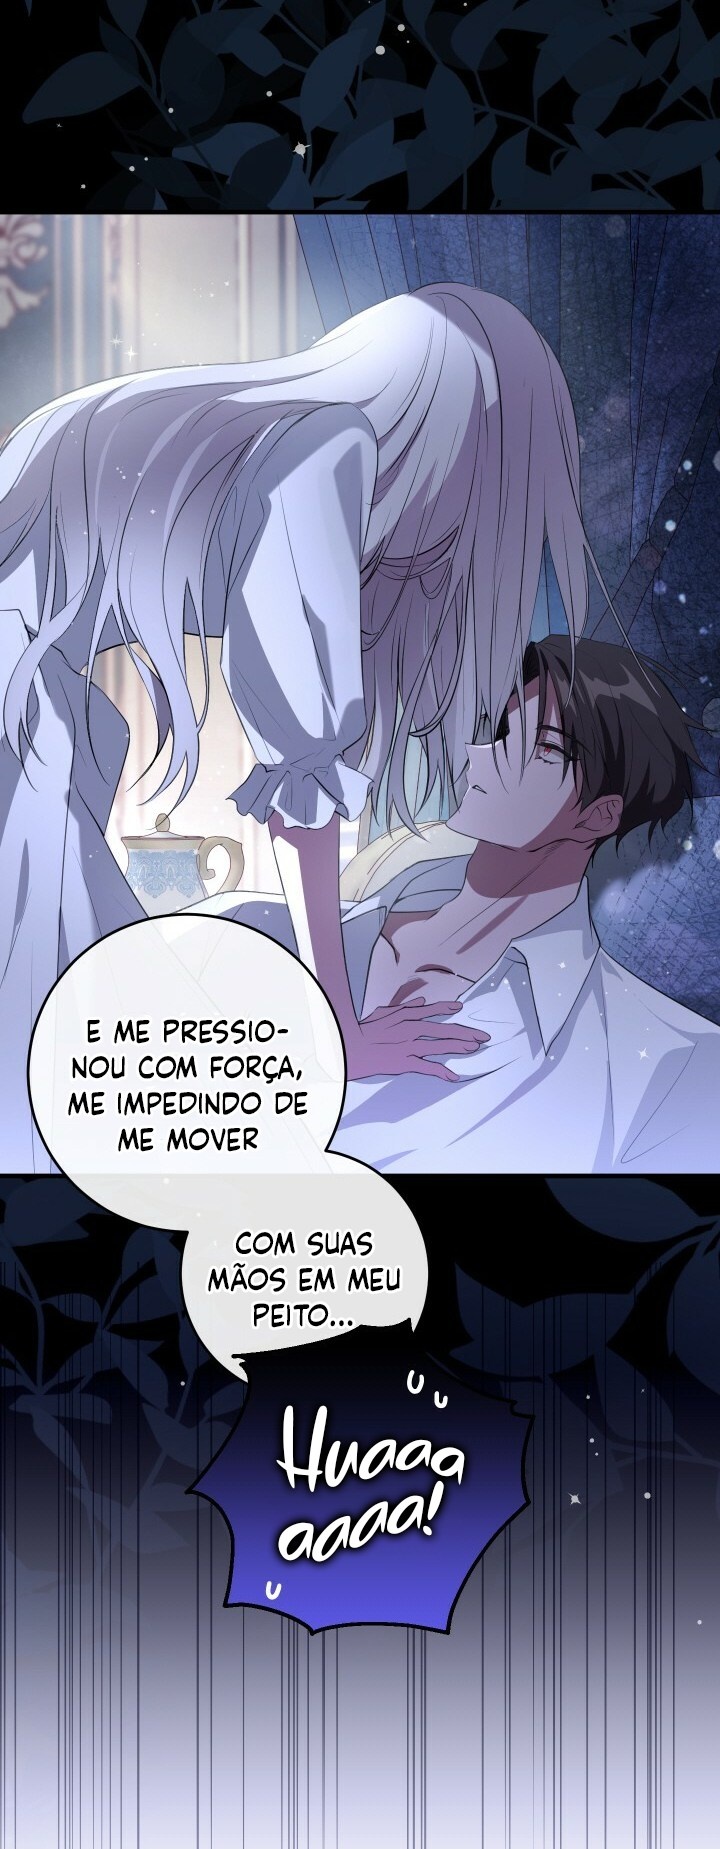 E ME PRESSIO-
NOU COM FORÇA,
ME IMPEDINDO DE
ME MOVER
COM SUAS
MÃOS EM MEU
PEITO...
HUAAA
AAAA!